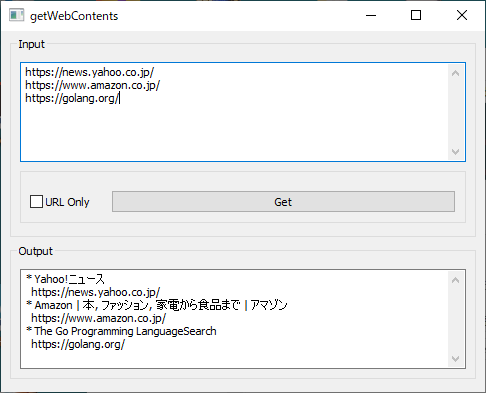 getWebContents
Input
https://news.yahoo.co.jp/
https://www.amazon.co.jp/
https://golang.org/
URL Only
Get
Output
* Yahoo!ニュース
https://news.yahoo.co.jp/
* Amazon | 本, ファッション, 家電から食品まで | アマゾン
https://www.amazon.co.jp/
* The Go Programming LanguageSearch
https://golang.org/